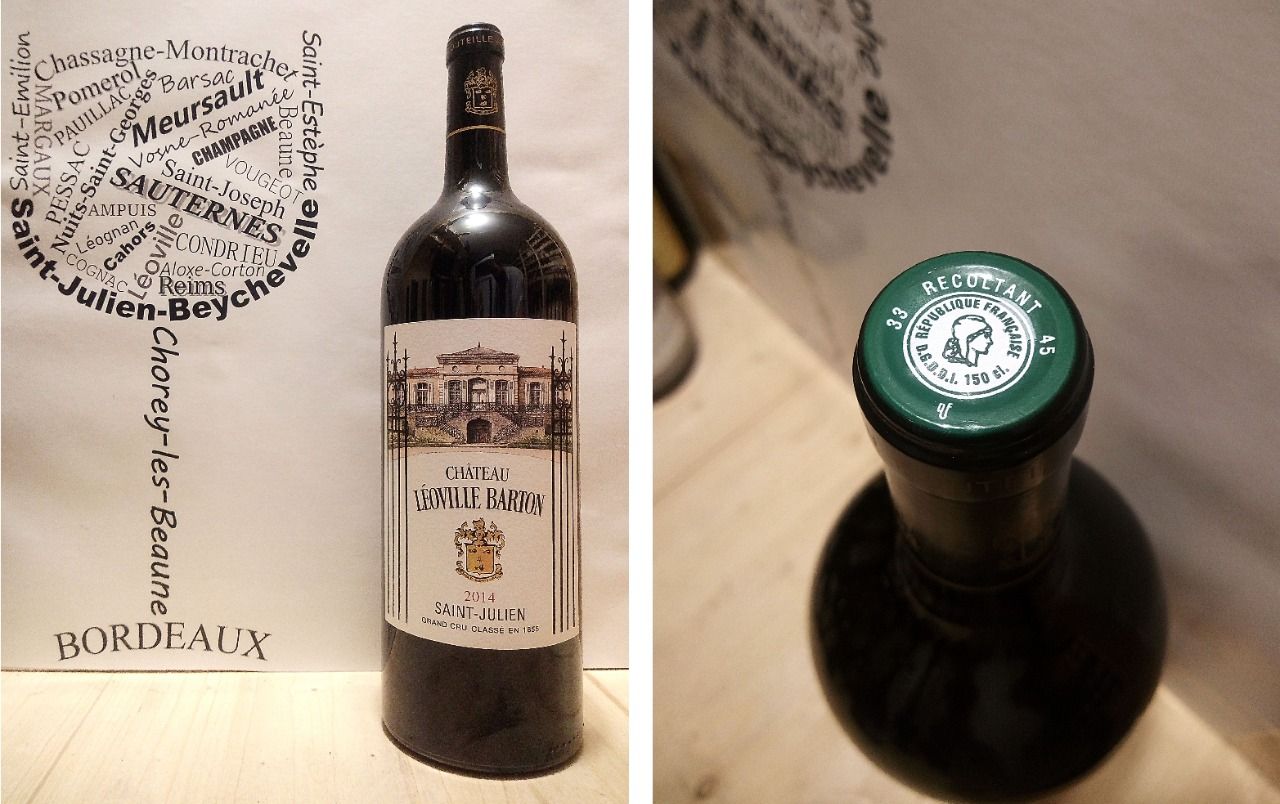 Saint-Emilion
Chassagne-Montrachet
Saint-Estèphe
MARGAUX
Pomerol
Barsac
PAUILLAC
Meursault
Nuits-Saint-Georges
Vosne-Romanée
Beaune
CHAMPAGNE
PESSAC
VOUGEOT
Saint-Joseph
SAUTERNES
AMPUIS
Léognan
Cahors
Léoville
CONDRIEU
COGNAC
Aloxe-Corton
Reims
Saint-Julien-Beychevelle
Chorey-les-Beaune
BORDEAUX
CHÂTEAU
LÉOVILLE BARTON
2014
SAINT-JULIEN
GRAND CRU CLASSÉ EN 1855
33 RECOLTANT 45
RÉPUBLIQUE FRANÇAISE
D.G.D.D.I. 150 cl.